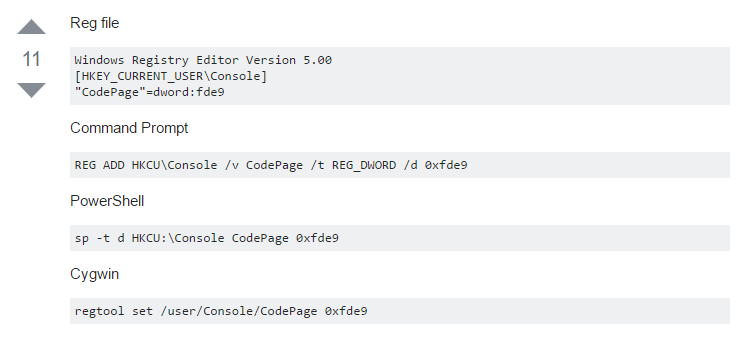 Reg file
11
Windows Registry Editor Version 5.00
[HKEY_CURRENT_USER\Console]
"CodePage"=dword:fde9
Command Prompt
REG ADD HKCU\Console /v CodePage /t REG_DWORD /d 0xfde9
PowerShell
sp -t d HKCU:\Console CodePage 0xfde9
Cygwin
regtool set /user/Console/CodePage 0xfde9